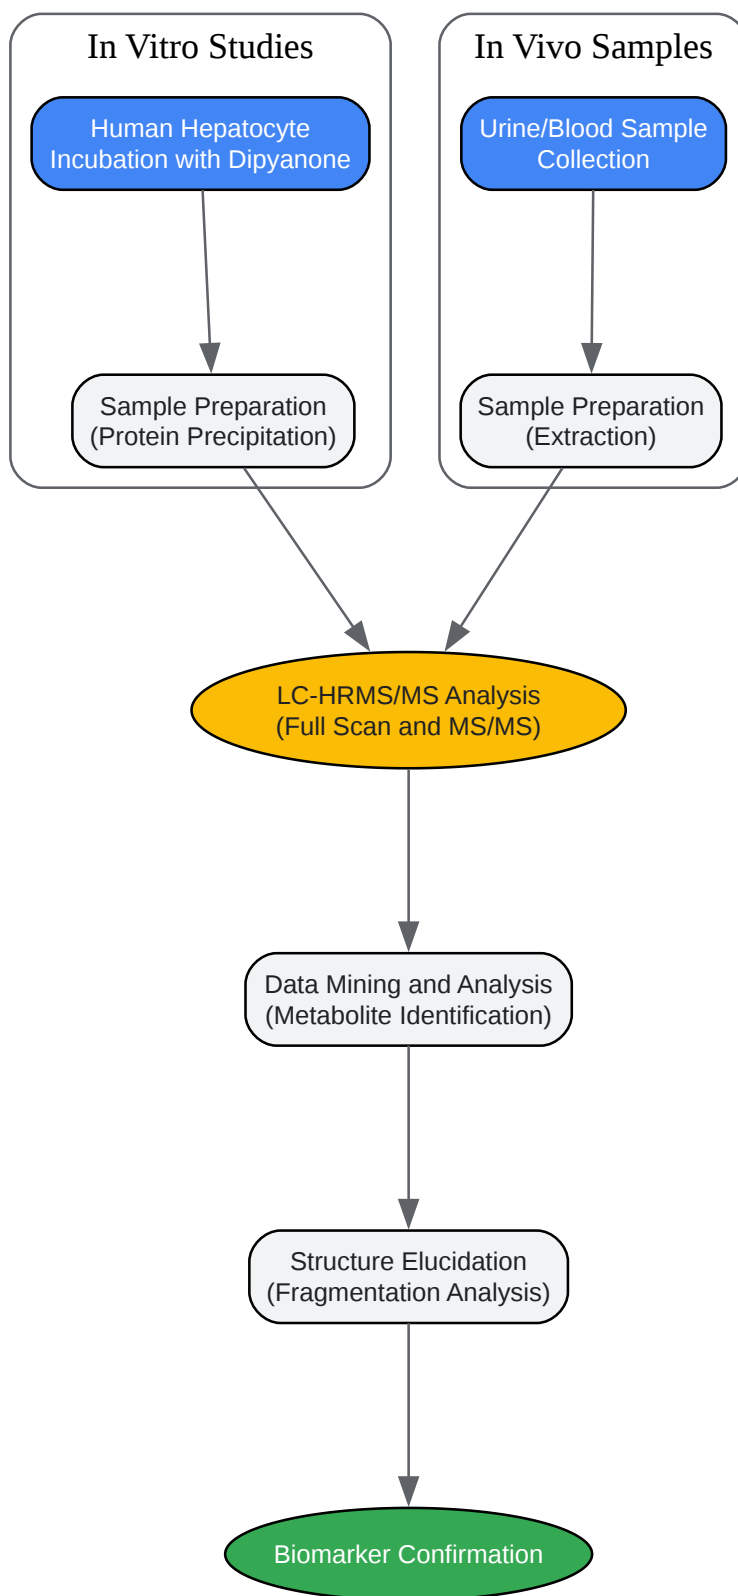 In Vitro Studies
Human Hepatocyte
Incubation with Dipyanone
Sample Preparation
(Protein Precipitation)
In Vivo Samples
Urine/Blood Sample
Collection
Sample Preparation
(Extraction)
LC-HRMS/MS Analysis
(Full Scan and MS/MS)
Data Mining and Analysis
(Metabolite Identification)
Structure Elucidation
(Fragmentation Analysis)
Biomarker Confirmation